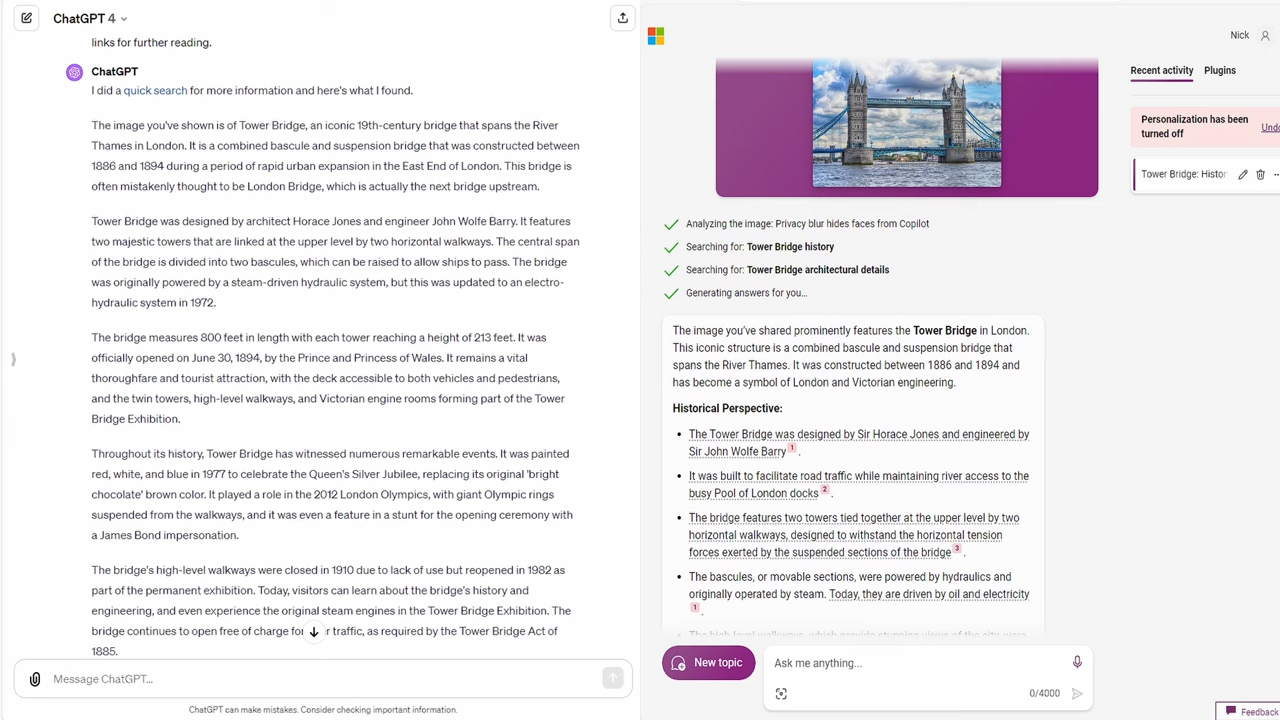 ChatGPT 4
links for further reading.
ChatGPT
I did a quick search for more information and here's what I found.
The image you've shown is of Tower Bridge, an iconic 19th-century bridge that spans the River
Thames in London. It is a combined bascule and suspension bridge that was constructed between
1886 and 1894 during a period of rapid urban expansion in the East End of London. This bridge is
often mistakenly thought to be London Bridge, which is actually the next bridge upstream.
Tower Bridge was designed by architect Horace Jones and engineer John Wolfe Barry. It features
two majestic towers that are linked at the upper level by two horizontal walkways. The central span
of the bridge is divided into two bascules, which can be raised to allow ships to pass. The bridge
was originally powered by a steam-driven hydraulic system, but this was updated to an electro-
hydraulic system in 1972.
The bridge measures 800 feet in length with each tower reaching a height of 213 feet. It was
officially opened on June 30, 1894, by the Prince and Princess of Wales. It remains a vital
thoroughfare and tourist attraction, with the deck accessible to both vehicles and pedestrians,
and the twin towers, high-level walkways, and Victorian engine rooms forming part of the Tower
Bridge Exhibition.
Throughout its history, Tower Bridge has witnessed numerous remarkable events. It was painted
red, white, and blue in 1977 to celebrate the Queen's Silver Jubilee, replacing its original 'bright
chocolate' brown color. It played a role in the 2012 London Olympics, with giant Olympic rings
suspended from the walkways, and it was even a feature in a stunt for the opening ceremony with
a James Bond impersonation.
The bridge's high-level walkways were closed in 1910 due to lack of use but reopened in 1982 as
part of the permanent exhibition. Today, visitors can learn about the bridge's history and
engineering, and even experience the original steam engines in the Tower Bridge Exhibition. The
bridge continues to open free of charge for traffic, as required by the Tower Bridge Act of
1885.
Message ChatGPT...
ChatGPT can make mistakes. Consider checking important information.
Nick
Recent activity Plugins
Personalization has been
turned off
Undo
Tower Bridge: Histor
Analyzing the image: Privacy blur hides faces from Copilot
Searching for: Tower Bridge history
Searching for: Tower Bridge architectural details
Generating answers for you...
The image you've shared prominently features the Tower Bridge in London.
This iconic structure is a combined bascule and suspension bridge that
spans the River Thames. It was constructed between 1886 and 1894 and
has become a symbol of London and Victorian engineering.
Historical Perspective:
• The Tower Bridge was designed by Sir Horace Jones and engineered by
Sir John Wolfe Barry 1.
• It was built to facilitate road traffic while maintaining river access to the
busy Pool of London docks 2.
• The bridge features two towers tied together at the upper level by two
horizontal walkways, designed to withstand the horizontal tension
forces exerted by the suspended sections of the bridge 3.
• The bascules, or movable sections, were powered by hydraulics and
originally operated by steam. Today, they are driven by oil and electricity
1.
• The high-level walkways, which provide stunning views of the city, were
New topic
Ask me anything...
0/4000
Feedback